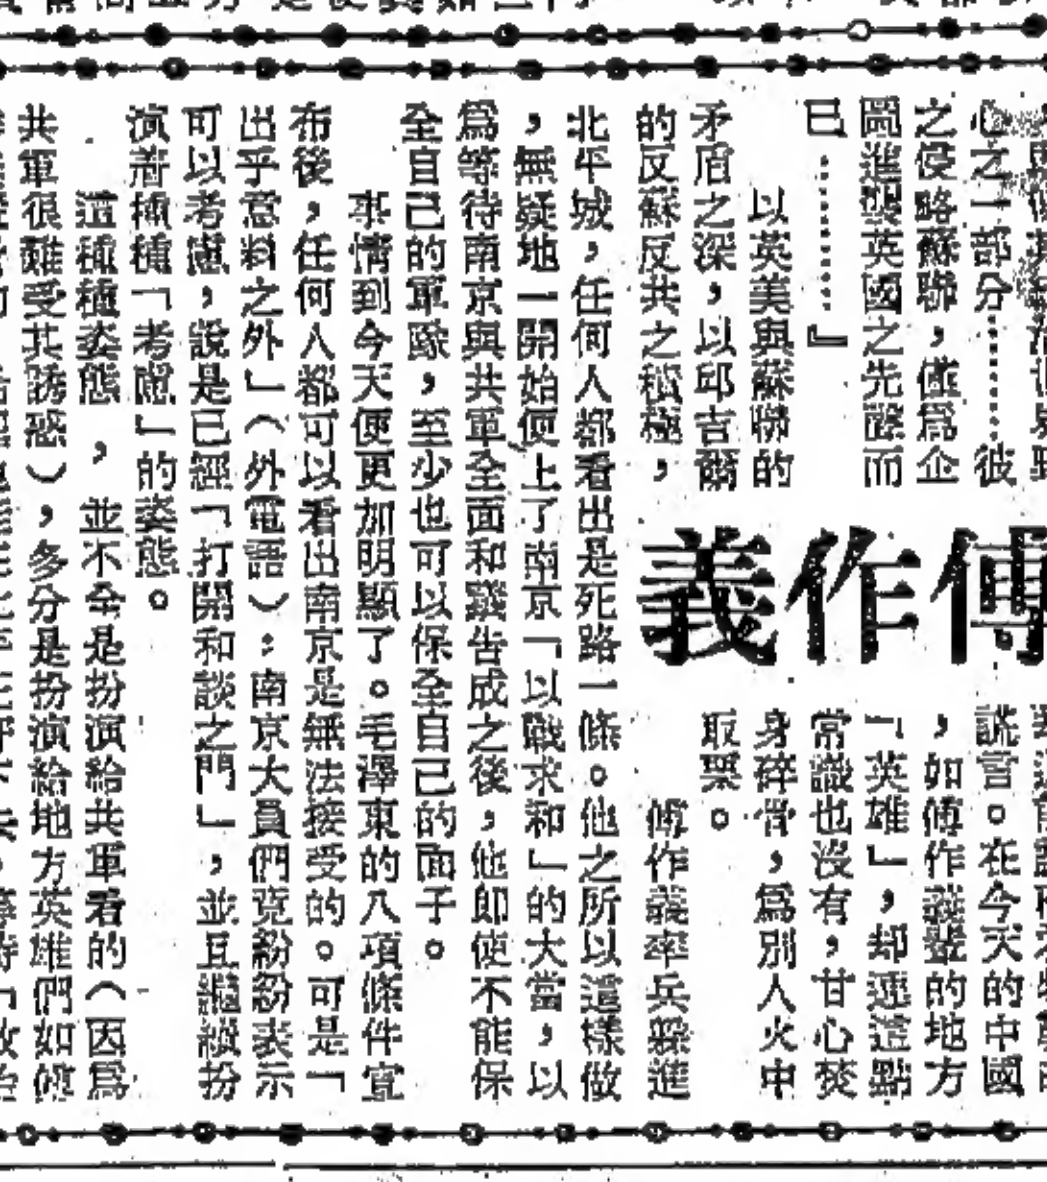 心之一部分……彼
之侵略蘇聯，僅爲企
圖進襲英國之先聲而
已………』
以英美與蘇聯的
矛盾之深，以邱吉爾
的反蘇反共之積極，
傅作義
謊言。在今天的中國
，如傅作義輩的地方
「英雄」，却連這點
常識也沒有，甘心焚
身碎骨，爲別人火中
取栗。
傅作義率兵躲進
北平城，任何人都看出是死路一條。他之所以這樣做
，無疑地一開始便上了南京「以戰求和」的大當，以
爲等待南京與共軍全面和議告成之後，他即使不能保
全自己的軍隊，至少也可以保全自己的面子。
事情到今天便更加明顯了。毛澤東的八項條件宣
布後，任何人都可以看出南京是無法接受的。可是「
出乎意料之外」（外電語）：南京大員們竟紛紛表示
可以考慮，說是已經「打開和談之門」，並且繼續扮
演着種種「考慮」的姿態。
這種種姿態，並不全是扮演給共軍看的（因爲
共軍很難受其誘惑），多分是扮演給地方英雄們如傅